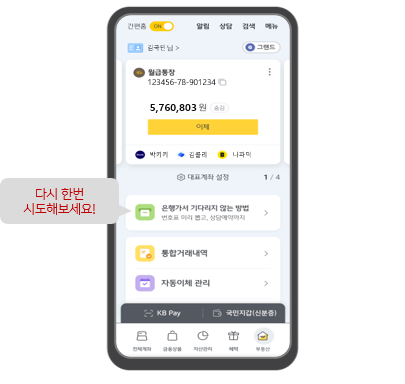 간편홈 ON 알림 상담 검색 메뉴
김국민 님 > 그랜드
월급통장
123456-78-901234
5,760,803 원 숨김
이체
박키키 김콜리 나라미
대표계좌 설정 1 / 4
다시 한번
시도해보세요!
은행가서 기다리지 않는 방법
번호표 미리 뽑고, 상담예약까지
통합거래내역
자동이체 관리
KB Pay 국민지갑(신분증)
전체계좌 금융상품 자산관리 혜택 부동산